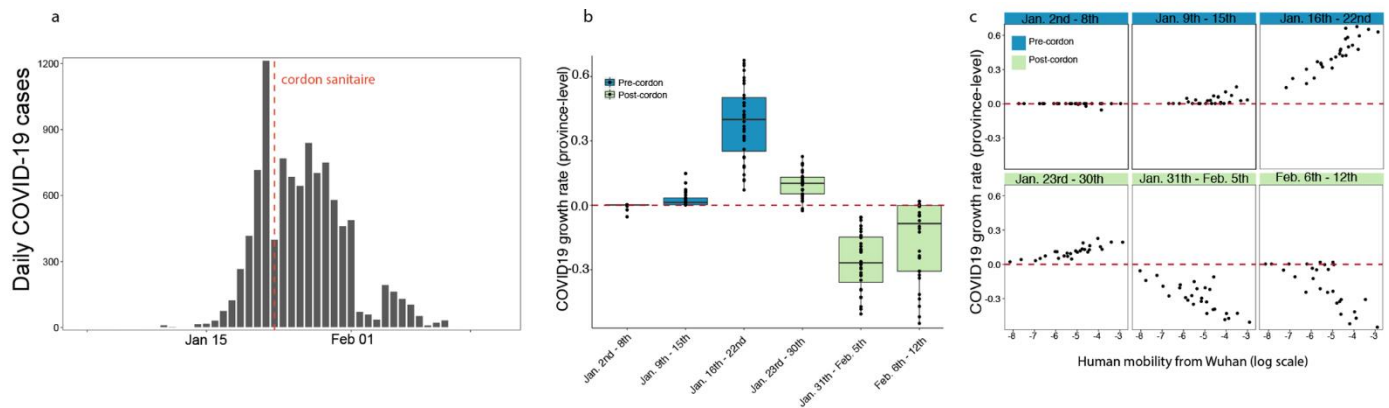 a
Daily COVID-19 cases
1200
900
600
300
0
cordon sanitaire
Jan 15
Feb 01
b
COVID19 growth rate (province-level)
0.6
0.3
0.0
-0.3
Pre-cordon
Post-cordon
Jan. 2nd - 8th
Jan. 9th - 15th
Jan. 16th - 22nd
Jan. 23rd - 30th
Jan. 31th - Feb. 5th
Feb. 6th - 12th
c
COVID19 growth rate (province-level)
Jan. 2nd - 8th
Jan. 9th - 15th
Jan. 16th - 22nd
0.6
0.3
0.0
-0.3
Pre-cordon
Post-cordon
Jan. 23rd - 30th
Jan. 31th - Feb. 5th
Feb. 6th - 12th
0.6
0.3
0.0
-0.3
-8 -7 -6 -5 -4 -3 -8 -7 -6 -5 -4 -3 -8 -7 -6 -5 -4 -3
Human mobility from Wuhan (log scale)